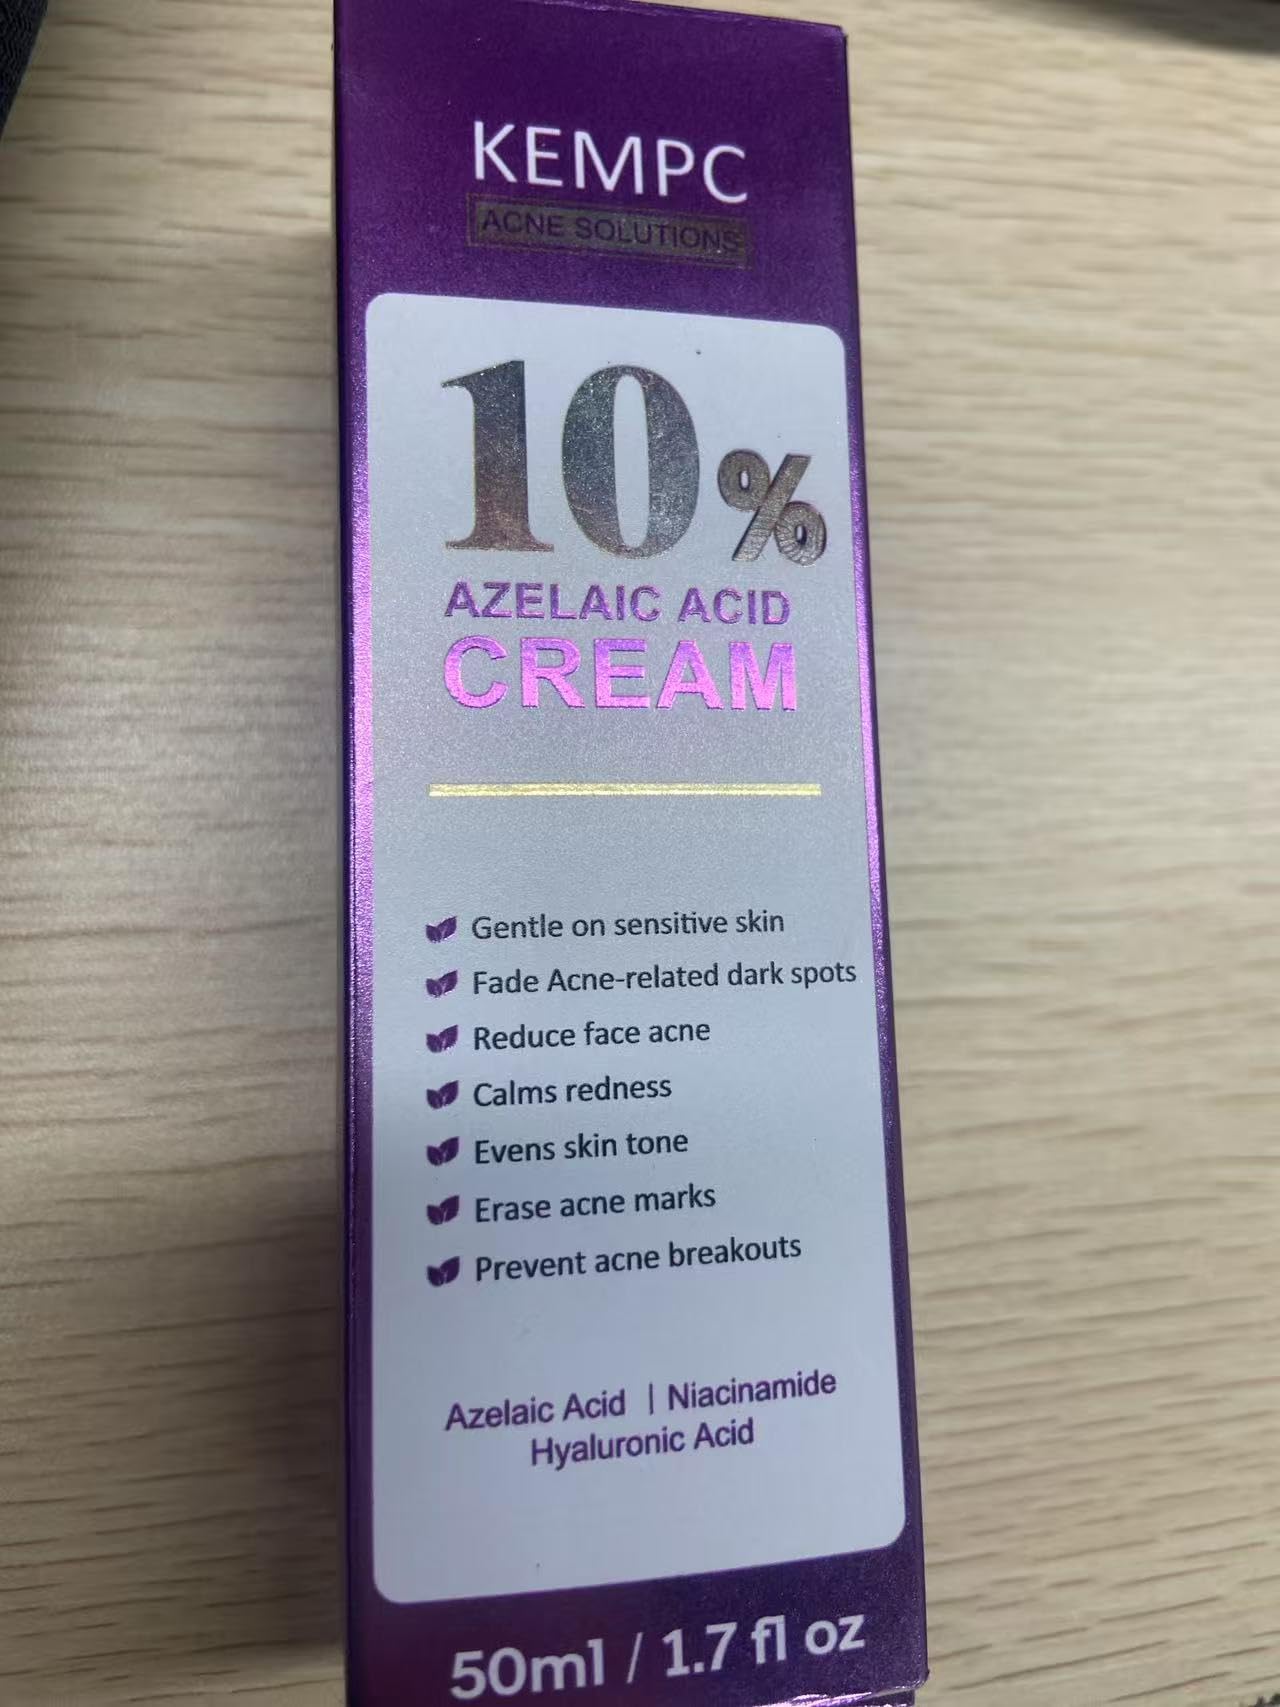 KEMPC
ACNE SOLUTIONS
10%
AZELAIC ACID
CREAM
Gentle on sensitive skin
Fade Acne-related dark spots
Reduce face acne
Calms redness
Evens skin tone
Erase acne marks
Prevent acne breakouts
Azelaic Acid | Niacinamide
Hyaluronic Acid
50ml / 1.7 fl oz